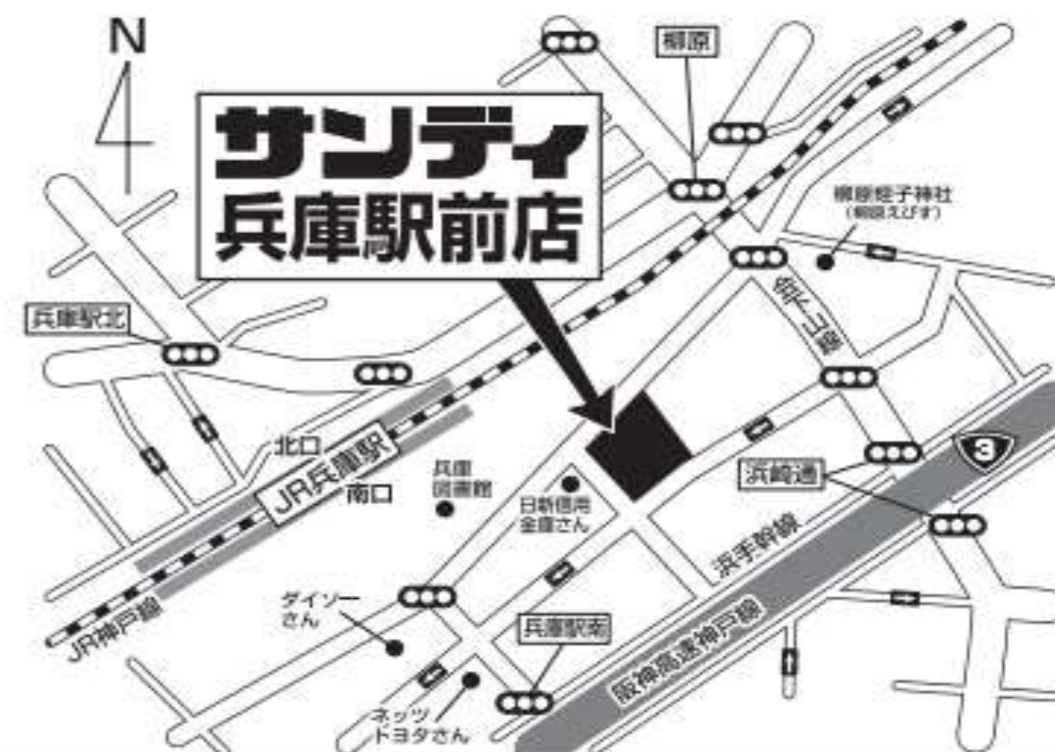 N
柳原
サンディ
兵庫駅前店
柳原蛭子神社
(柳原えびす)
兵庫駅北
北口
JR兵庫駅
南口
兵庫
図書館
日新信用
金庫さん
浜崎通
3
浜手幹線
ダイソー
さん
兵庫駅南
JR神戸線
阪神高速神戸線
ネッツ
トヨタさん